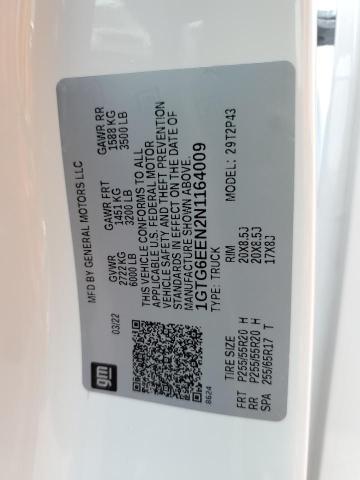 MFD BY GENERAL MOTORS LLC
03/22
GVWR GAWR FRT GAWR RR
2722 KG 1451 KG 1588 KG
6000 LB 3200 LB 3500 LB
THIS VEHICLE CONFORMS TO ALL
APPLICABLE U.S. FEDERAL MOTOR
VEHICLE SAFETY AND THEFT PREVENTION
STANDARDS IN EFFECT ON THE DATE OF
MANUFACTURE SHOWN ABOVE.
1GTG6EEN2N1164009
TYPE: TRUCK MODEL: 29T2P43
gm
8624
TIRE SIZE RIM
FRT P255/55R20 H 20X8.5J
RR P255/55R20 H 20X8.5J
SPA 255/65R17 T 17X8J